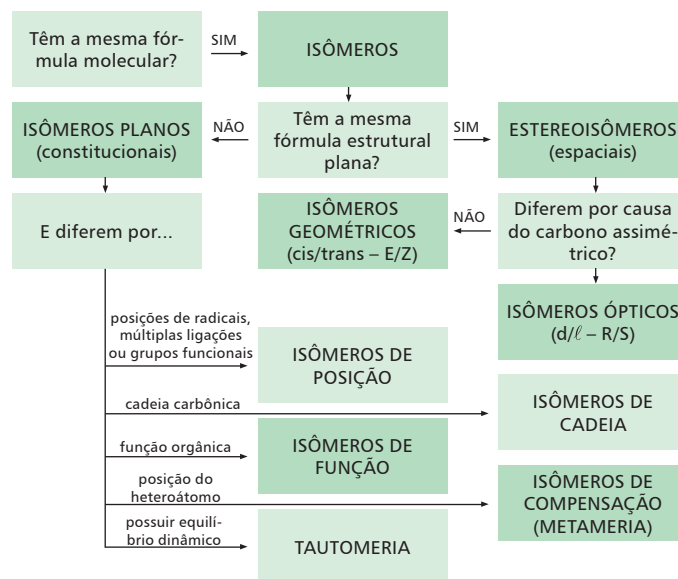 Têm a mesma fór-
mula molecular?
SIM
ISÔMEROS
ISÔMEROS PLANOS
(constitucionais)
NÃO
Têm a mesma
fórmula estrutural
plana?
SIM
ESTEREOISÔMEROS
(espaciais)
E diferem por...
ISÔMEROS
GEOMÉTRICOS
(cis/trans – E/Z)
NÃO
Diferem por causa
do carbono assimé-
trico?
ISÔMEROS ÓPTICOS
(d/ℓ – R/S)
posições de radicais,
múltiplas ligações
ou grupos funcionais
ISÔMEROS DE
POSIÇÃO
cadeia carbônica
ISÔMEROS DE
CADEIA
função orgânica
ISÔMEROS DE
FUNÇÃO
posição do
heteroátomo
ISÔMEROS DE
COMPENSAÇÃO
(METAMERIA)
possuir equilí-
brio dinâmico
TAUTOMERIA